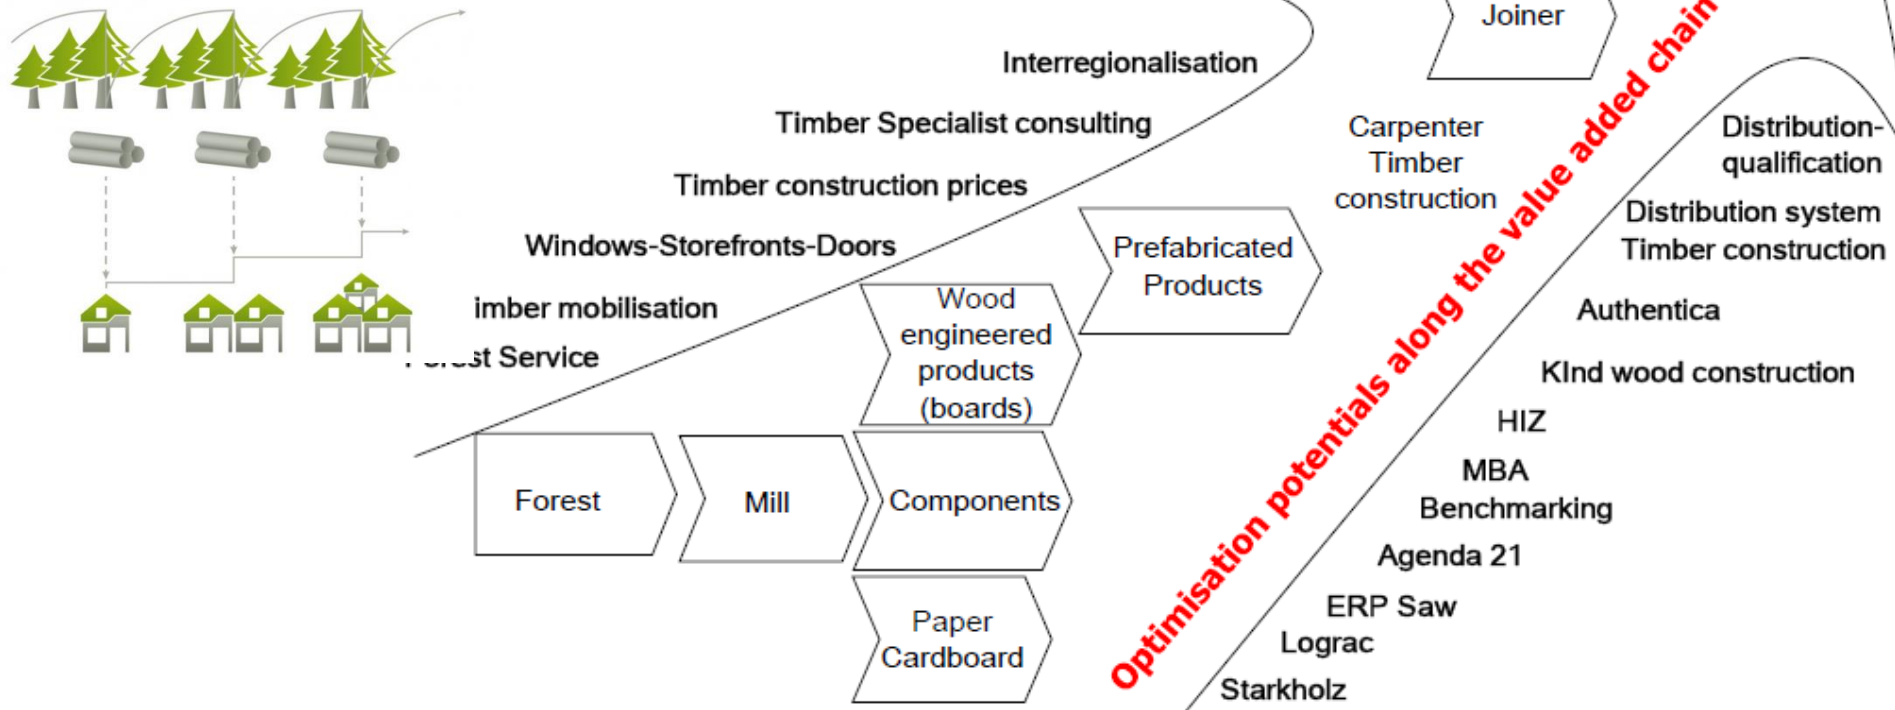 Joiner
Interregionalisation
Timber Specialist consulting
Timber construction prices
Windows-Storefronts-Doors
imber mobilisation
Service
Carpenter
Timber
construction
Prefabricated
Products
Wood
engineered
products
(boards)
Forest
Mill
Components
Paper
Cardboard
Optimisation potentials along the value added chain
Distribution-
qualification
Distribution system
Timber construction
Authentica
KInd wood construction
HIZ
MBA
Benchmarking
Agenda 21
ERP Saw
Lograc
Starkholz